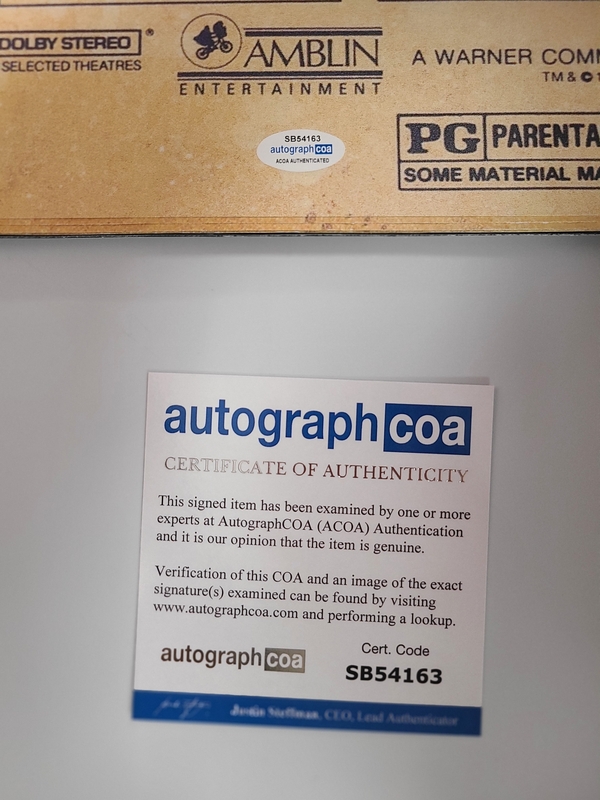 DOLBY STEREO ®
SELECTED THEATRES
AMBLIN
ENTERTAINMENT
A WARNER COMM
TM & © 1
SB54163
autograph coa
ACOA AUTHENTICATED
PG PARENTA
SOME MATERIAL MA
autograph coa
CERTIFICATE OF AUTHENTICITY
This signed item has been examined by one or more
experts at AutographCOA (ACOA) Authentication
and it is our opinion that the item is genuine.
Verification of this COA and an image of the exact
signature(s) examined can be found by visiting
www.autographcoa.com and performing a lookup.
autograph coa
Cert. Code
SB54163
Justin Steffman, CEO, Lead Authenticator